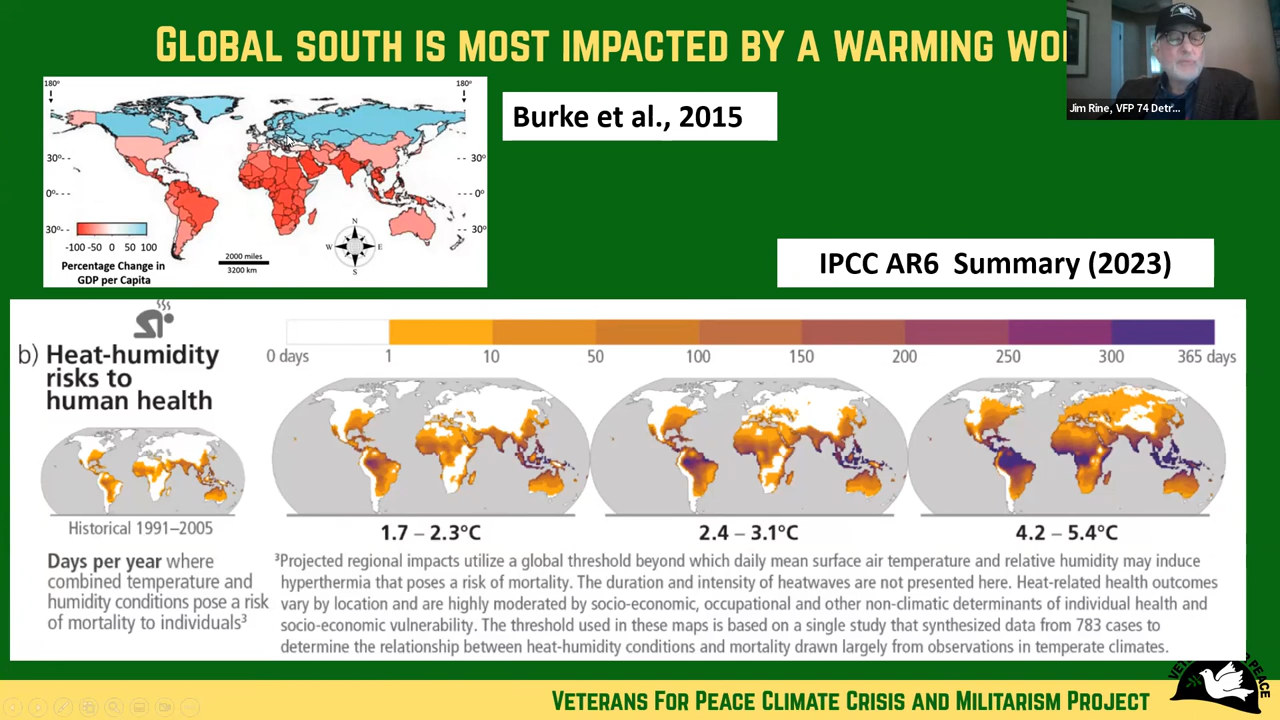 GLOBAL SOUTH IS MOST IMPACTED BY A WARMING WO
Jim Rine, VFP 74 Detr...
180º 180º
Burke et al., 2015
30º-- -- 30º
0º--- --- 0º
30º-- -- 30º
N
W E
S
-100 -50 0 50 100
2000 miles
3200 km
Percentage Change in
GDP per Capita
IPCC AR6 Summary (2023)
b) Heat-humidity
risks to
human health
0 days 1 10 50 100 150 200 250 300 365 days
Historical 1991–2005
1.7 – 2.3°C 2.4 – 3.1°C 4.2 – 5.4°C
Days per year where
combined temperature and
humidity conditions pose a risk
of mortality to individuals³
³Projected regional impacts utilize a global threshold beyond which daily mean surface air temperature and relative humidity may induce
hyperthermia that poses a risk of mortality. The duration and intensity of heatwaves are not presented here. Heat-related health outcomes
vary by location and are highly moderated by socio-economic, occupational and other non-climatic determinants of individual health and
socio-economic vulnerability. The threshold used in these maps is based on a single study that synthesized data from 783 cases to
determine the relationship between heat-humidity conditions and mortality drawn largely from observations in temperate climates.
VETERANS FOR PEACE CLIMATE CRISIS AND MILITARISM PROJECT